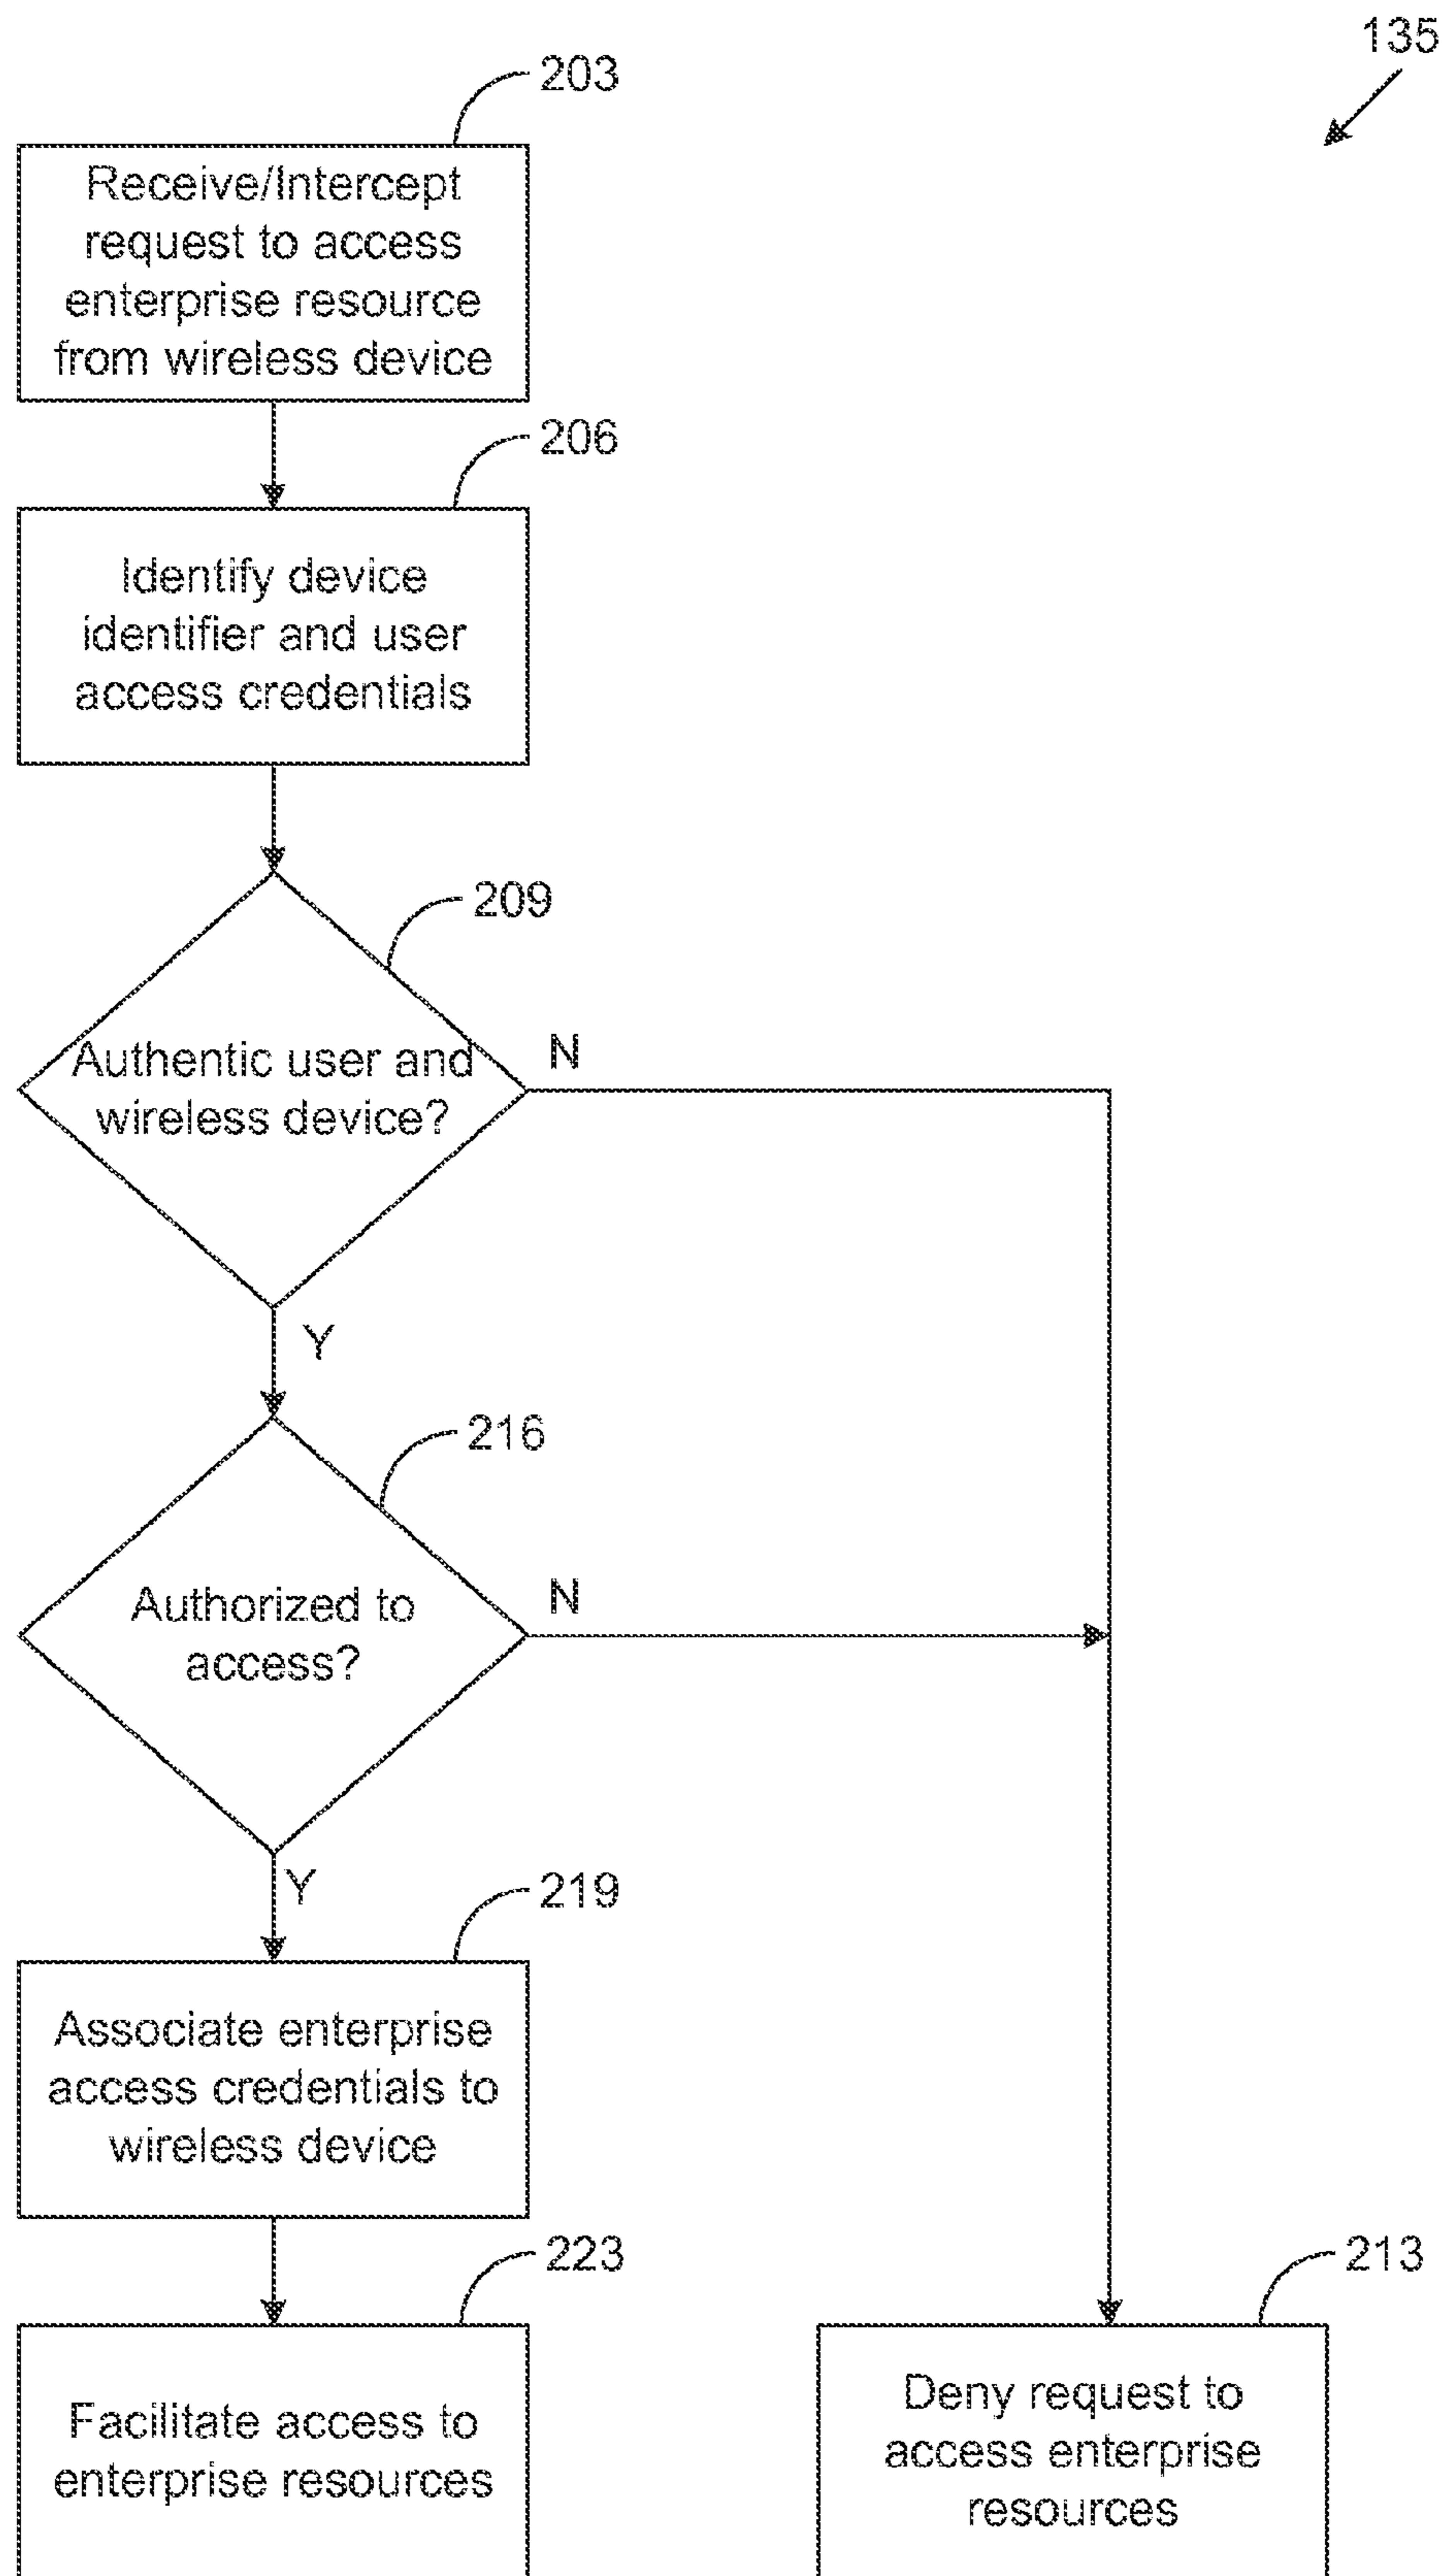 135
203
Receive/Intercept
request to access
enterprise resource
from wireless device
206
Identify device
identifier and user
access credentials
209
Authentic user and
wireless device?
N
Y
216
Authorized to
access?
N
Y
219
Associate enterprise
access credentials to
wireless device
223
Facilitate access to
enterprise resources
213
Deny request to
access enterprise
resources